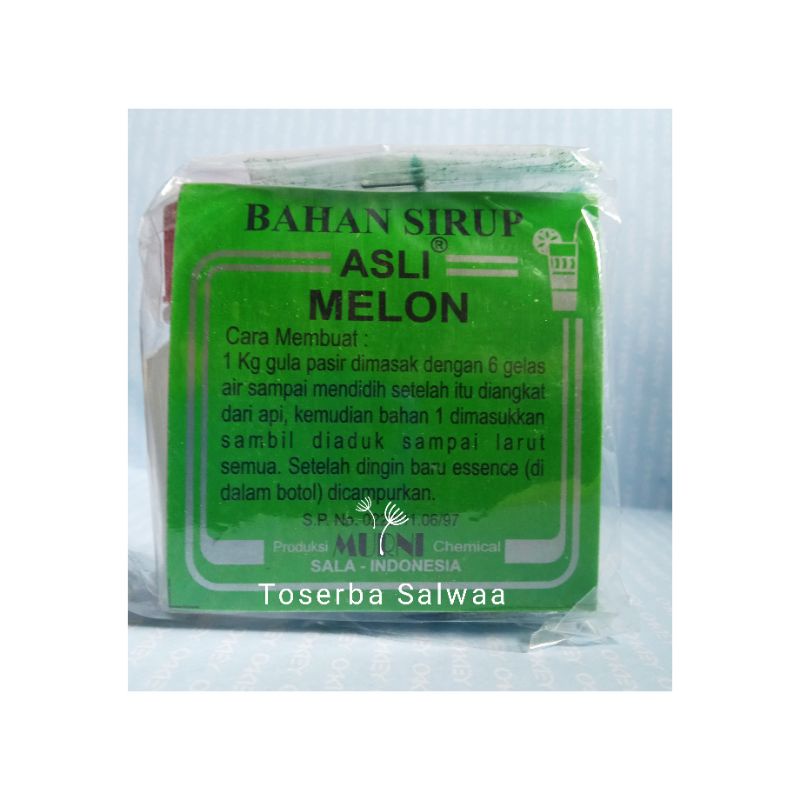 BAHAN SIRUP
ASLI ®
MELON
Cara Membuat :
1 Kg gula pasir dimasak dengan 6 gelas
air sampai mendidih setelah itu diangkat
dari api, kemudian bahan 1 dimasukkan
sambil diaduk sampai larut
semua. Setelah dingin baru essence (di
dalam botol) dicampurkan.
S.P. No.
Produksi MURNI Chemical
SALA - INDONESIA
Toserba Salwaa